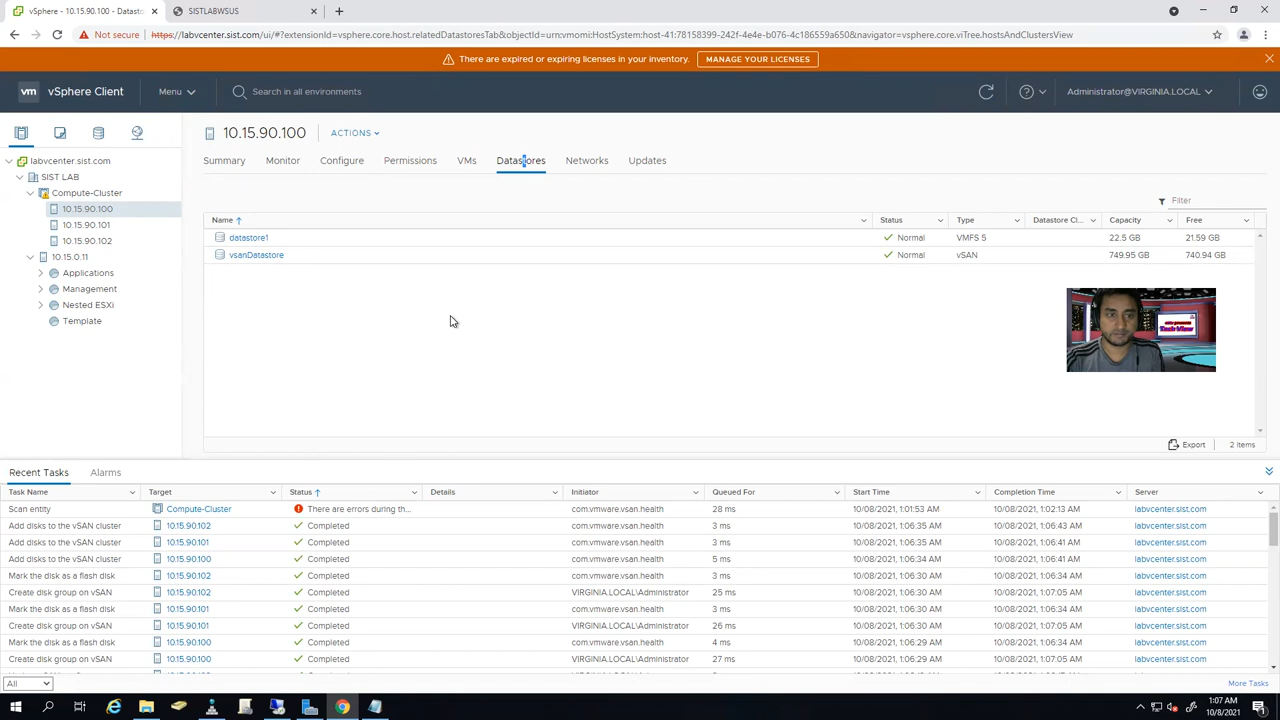 vSphere - 10.15.90.100 - Datasto
SISTLABWSUS
https://labvcenter.sist.com/ui/#?extensionId=vsphere.core.host.relatedDatastoresTab&objectId=urn:vmomi:HostSystem:host-41:78158399-242f-4e4e-b076-4c186559a650&navigator=vsphere.core.viTree.hostsAndClustersView
There are expired or expiring licenses in your inventory. MANAGE YOUR LICENSES
vm vSphere Client Menu Search in all environments Administrator@VIRGINIA.LOCAL
10.15.90.100 ACTIONS
Summary Monitor Configure Permissions VMs Datastores Networks Updates
labvcenter.sist.com
SIST LAB
Compute-Cluster
10.15.90.100
10.15.90.101
10.15.90.102
10.15.0.11
Applications
Management
Nested ESXi
Template
Filter
Name Status Type Datastore Cl... Capacity Free
datastore1 Normal VMFS 5 22.5 GB 21.59 GB
vsanDatastore Normal vSAN 749.95 GB 740.94 GB
Tech View
Export 2 items
Recent Tasks Alarms
Task Name Target Status Details Initiator Queued For Start Time Completion Time Server
Scan entity Compute-Cluster There are errors during th... com.vmware.vsan.health 28 ms 10/08/2021, 1:01:53 AM 10/08/2021, 1:02:13 AM labvcenter.sist.com
Add disks to the vSAN cluster 10.15.90.102 Completed com.vmware.vsan.health 3 ms 10/08/2021, 1:06:35 AM 10/08/2021, 1:06:43 AM labvcenter.sist.com
Add disks to the vSAN cluster 10.15.90.101 Completed com.vmware.vsan.health 3 ms 10/08/2021, 1:06:35 AM 10/08/2021, 1:06:41 AM labvcenter.sist.com
Add disks to the vSAN cluster 10.15.90.100 Completed com.vmware.vsan.health 5 ms 10/08/2021, 1:06:34 AM 10/08/2021, 1:06:41 AM labvcenter.sist.com
Mark the disk as a flash disk 10.15.90.102 Completed com.vmware.vsan.health 3 ms 10/08/2021, 1:06:30 AM 10/08/2021, 1:06:34 AM labvcenter.sist.com
Create disk group on vSAN 10.15.90.102 Completed VIRGINIA.LOCAL\Administrator 25 ms 10/08/2021, 1:06:30 AM 10/08/2021, 1:07:05 AM labvcenter.sist.com
Mark the disk as a flash disk 10.15.90.101 Completed com.vmware.vsan.health 3 ms 10/08/2021, 1:06:30 AM 10/08/2021, 1:06:34 AM labvcenter.sist.com
Create disk group on vSAN 10.15.90.101 Completed VIRGINIA.LOCAL\Administrator 26 ms 10/08/2021, 1:06:30 AM 10/08/2021, 1:07:05 AM labvcenter.sist.com
Mark the disk as a flash disk 10.15.90.100 Completed com.vmware.vsan.health 4 ms 10/08/2021, 1:06:29 AM 10/08/2021, 1:06:34 AM labvcenter.sist.com
Create disk group on vSAN 10.15.90.100 Completed VIRGINIA.LOCAL\Administrator 27 ms 10/08/2021, 1:06:29 AM 10/08/2021, 1:07:05 AM labvcenter.sist.com
All More Tasks
1:07 AM
10/8/2021